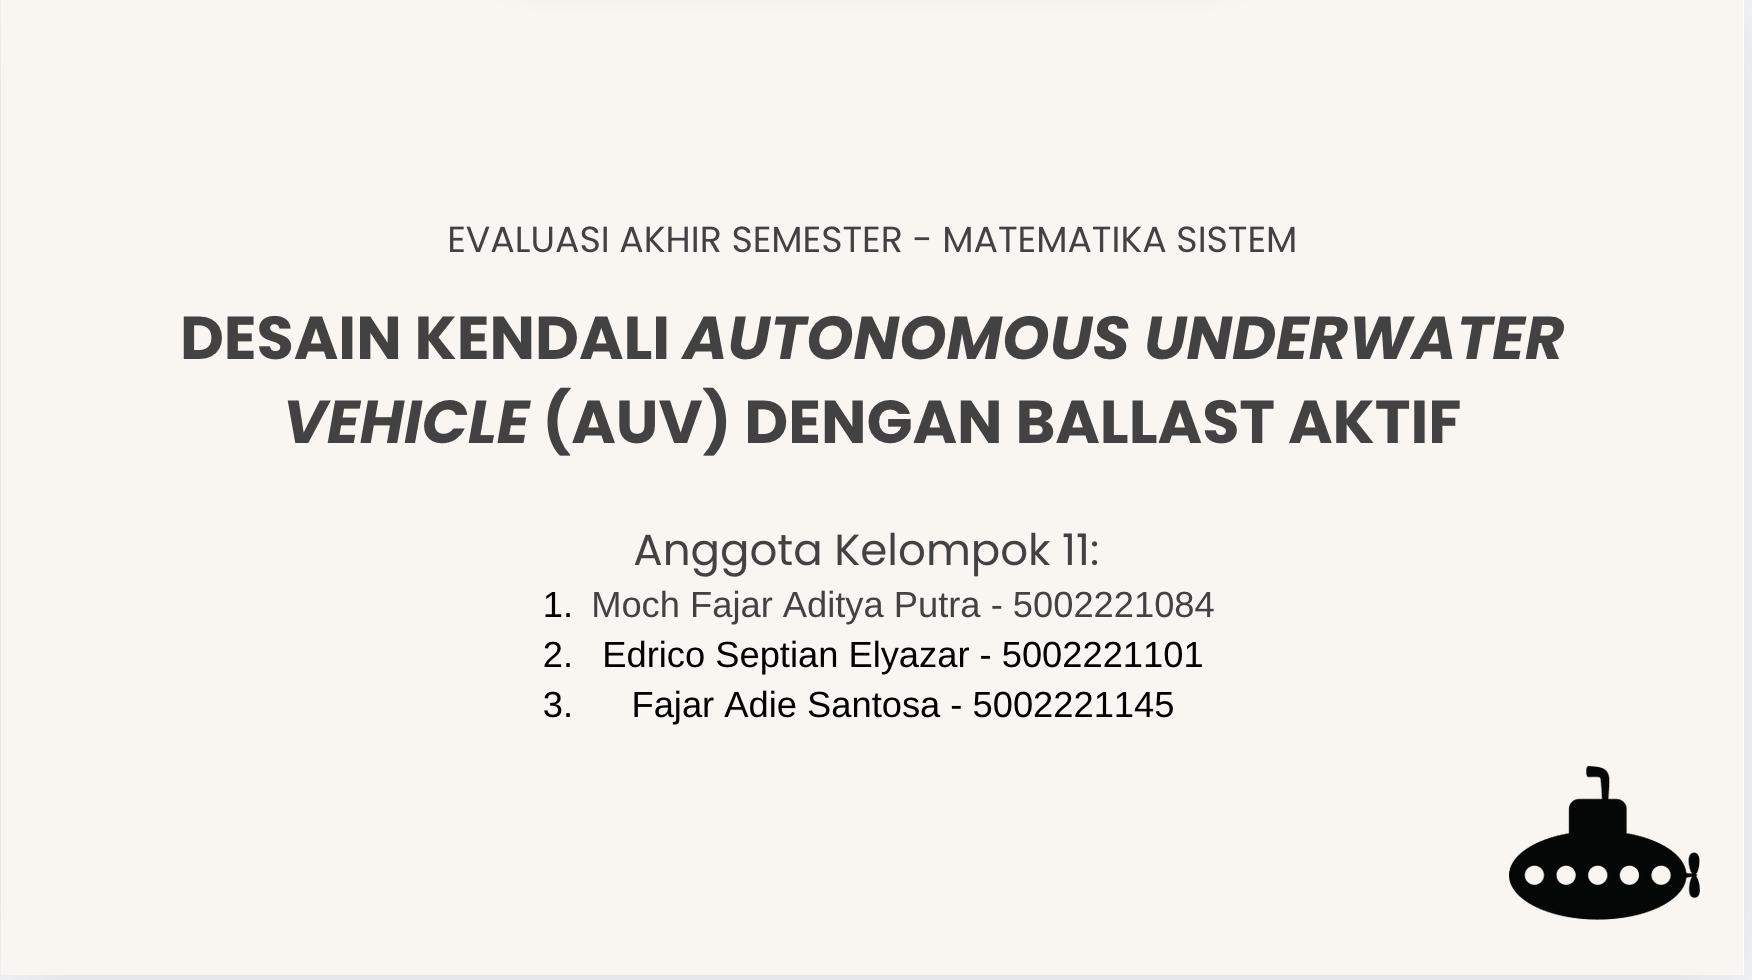 EVALUASI AKHIR SEMESTER - MATEMATIKA SISTEM
DESAIN KENDALI AUTONOMOUS UNDERWATER
VEHICLE (AUV) DENGAN BALLAST AKTIF
Anggota Kelompok 11:
1. Moch Fajar Aditya Putra - 5002221084
2. Edrico Septian Elyazar - 5002221101
3. Fajar Adie Santosa - 5002221145